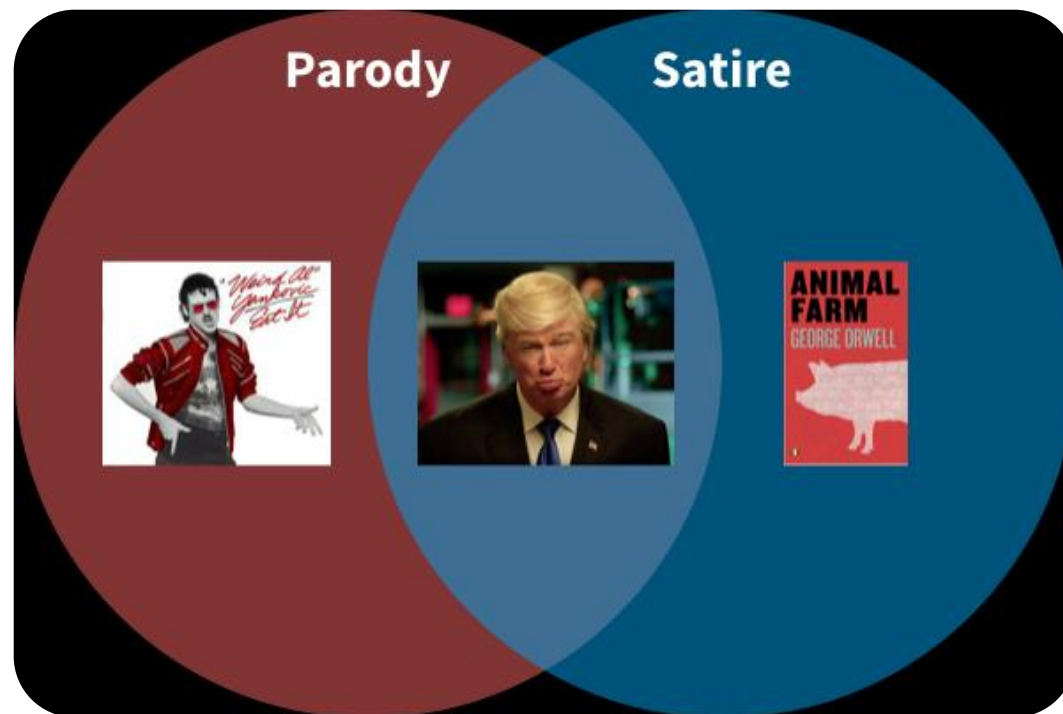 Parody
Satire
"Weird Al"
Yankovic
Eat It
ANIMAL
FARM
GEORGE ORWELL